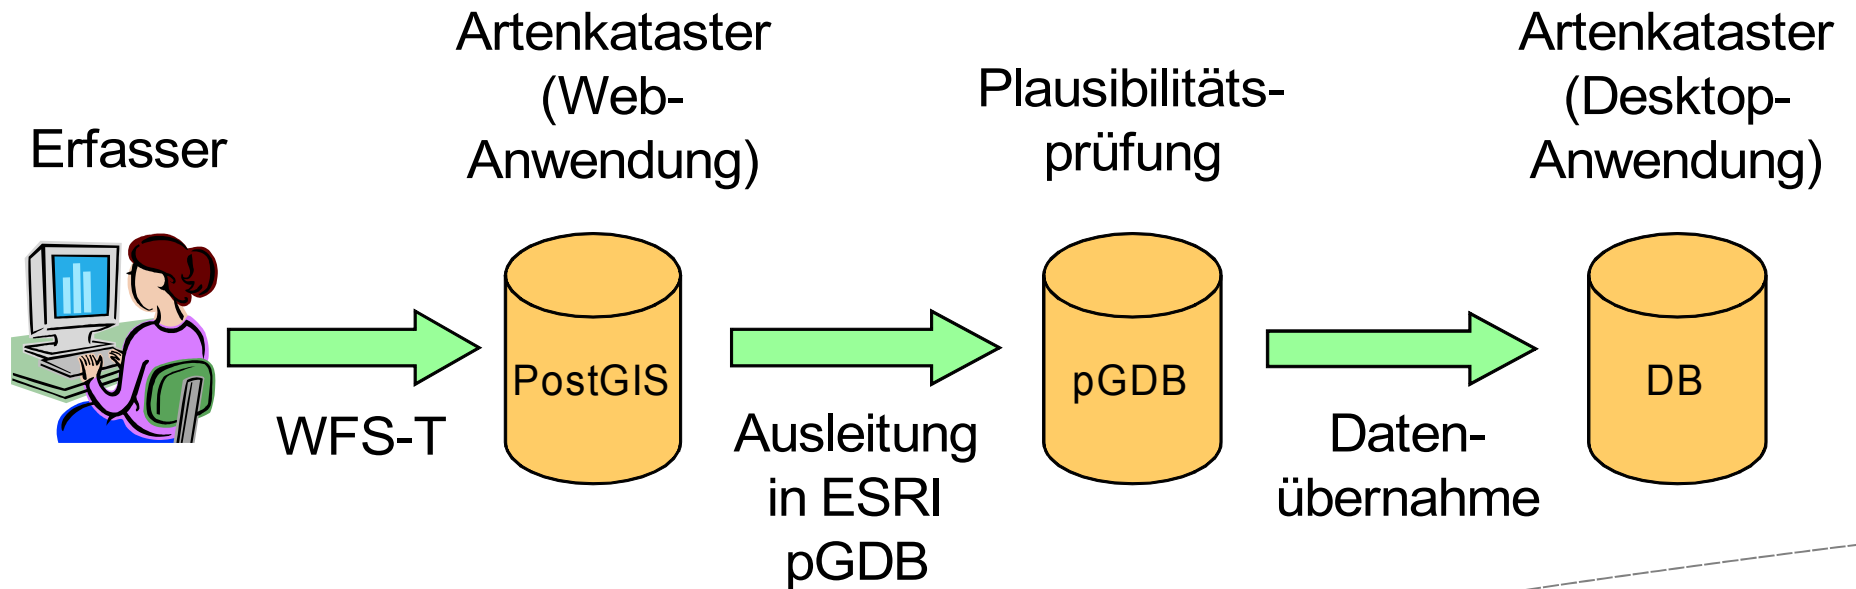 Erfasser
Artenkataster
(Web-
Anwendung)
Plausibilitäts-
prüfung
Artenkataster
(Desktop-
Anwendung)
WFS-T
PostGIS
Ausleitung
in ESRI
pGDB
pGDB
Daten-
übernahme
DB